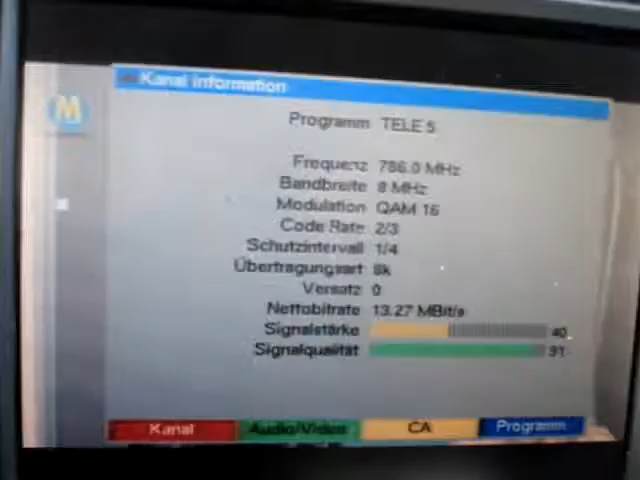 M
Kanal Information
Programm TELE 5
Frequenz 786.0 MHz
Bandbreite 8 MHz
Modulation QAM 16
Code Rate 2/3
Schutzintervall 1/4
Übertragungsart 8k
Versatz 0
Nettobitrate 13.27 MBit/s
Signalstärke 40
Signalqualität 91
Kanal Audio/Video CA Programm